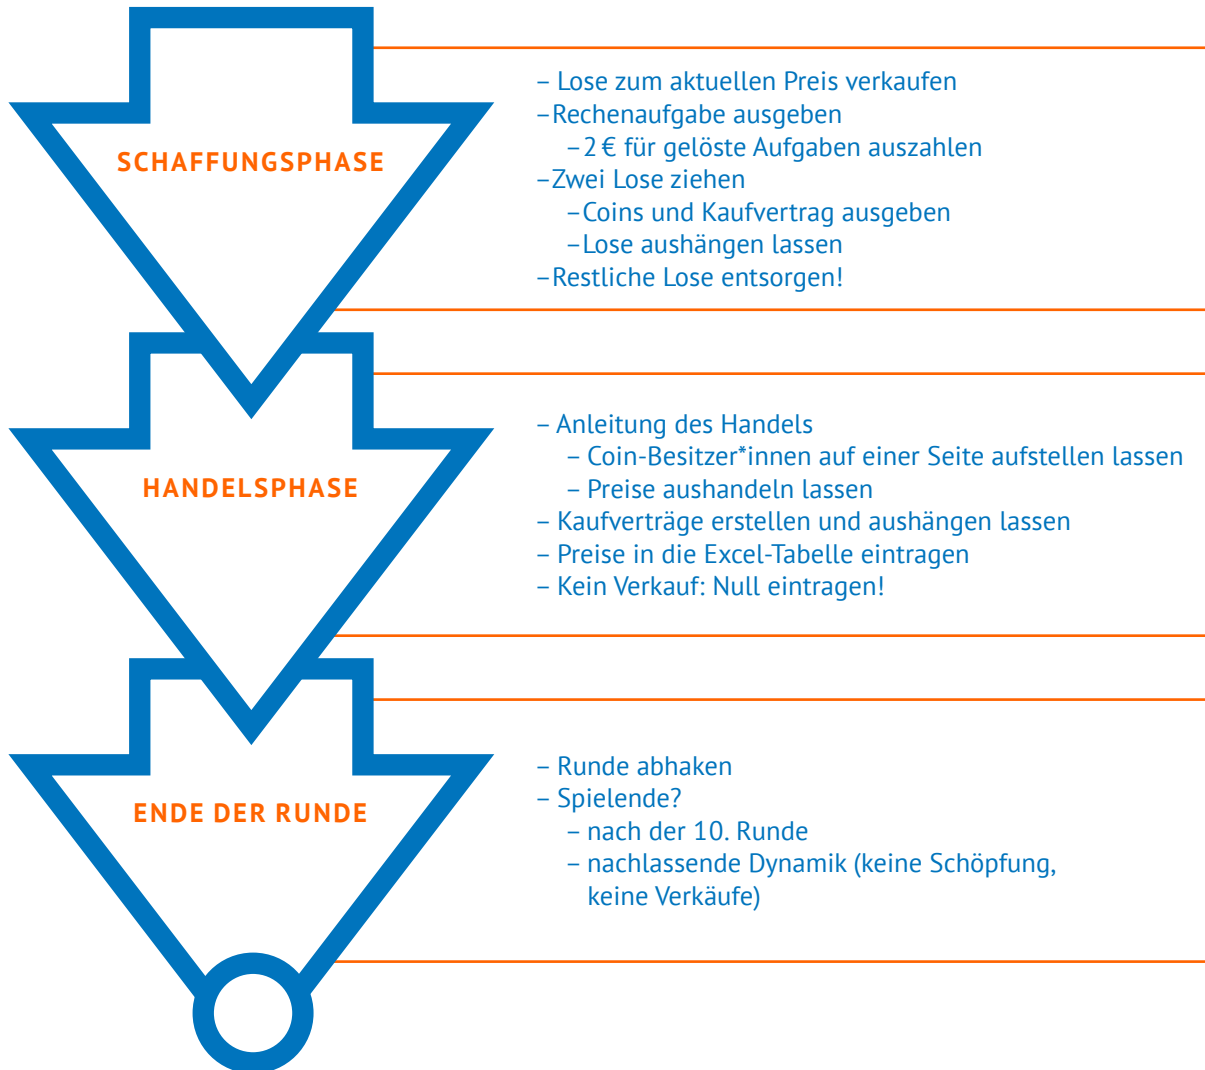 SCHAFFUNGSPHASE
– Lose zum aktuellen Preis verkaufen
–Rechenaufgabe ausgeben
–2 € für gelöste Aufgaben auszahlen
–Zwei Lose ziehen
–Coins und Kaufvertrag ausgeben
–Lose aushängen lassen
–Restliche Lose entsorgen!
HANDELSPHASE
– Anleitung des Handels
– Coin-Besitzer*innen auf einer Seite aufstellen lassen
– Preise aushandeln lassen
– Kaufverträge erstellen und aushängen lassen
– Preise in die Excel-Tabelle eintragen
– Kein Verkauf: Null eintragen!
ENDE DER RUNDE
– Runde abhaken
– Spielende?
– nach der 10. Runde
– nachlassende Dynamik (keine Schöpfung,
keine Verkäufe)